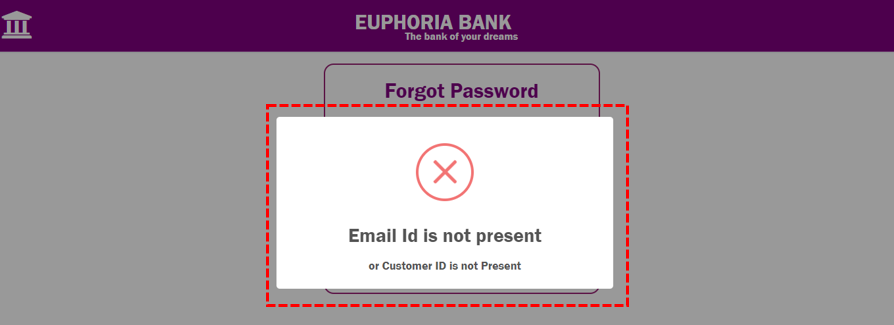 EUPHORIA BANK
The bank of your dreams
Forgot Password
Email Id is not present
or Customer ID is not Present